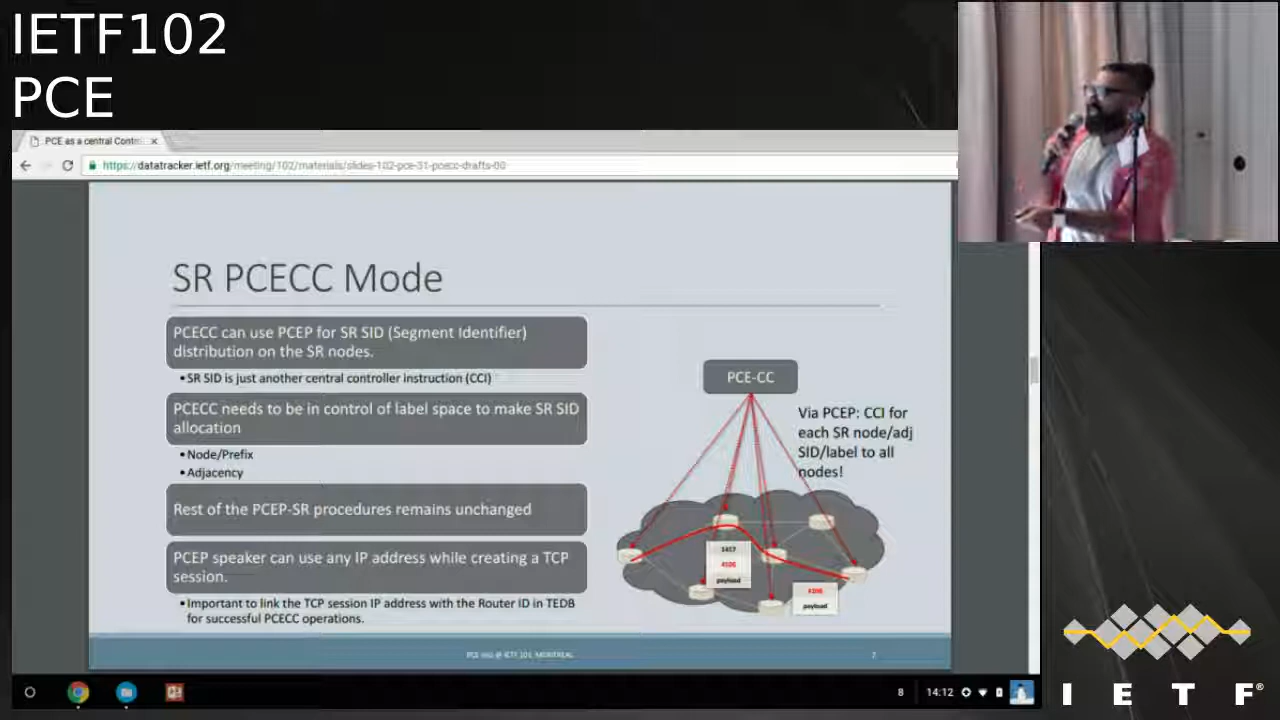 IETF102
PCE
PCE as a central Contr
https://datatracker.ietf.org/meeting/102/materials/slides-102-pce-31-pcecc-drafts-00
SR PCECC Mode
PCECC can use PCEP for SR SID (Segment Identifier)
distribution on the SR nodes.
•SR SID is just another central controller instruction (CCI)
PCECC needs to be in control of label space to make SR SID
allocation
•Node/Prefix
•Adjacency
Rest of the PCEP-SR procedures remains unchanged
PCEP speaker can use any IP address while creating a TCP
session.
•Important to link the TCP session IP address with the Router ID in TEDB
for successful PCECC operations.
PCE-CC
Via PCEP: CCI for
each SR node/adj
SID/label to all
nodes!
payload
payload
PCE WG @ IETF 102, MONTREAL
7
8
14:12
I E T F®